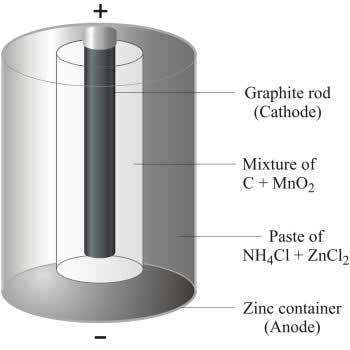 +
Graphite rod
(Cathode)
Mixture of
C + MnO₂
Paste of
NH₄Cl + ZnCl₂
Zinc container
(Anode)
–